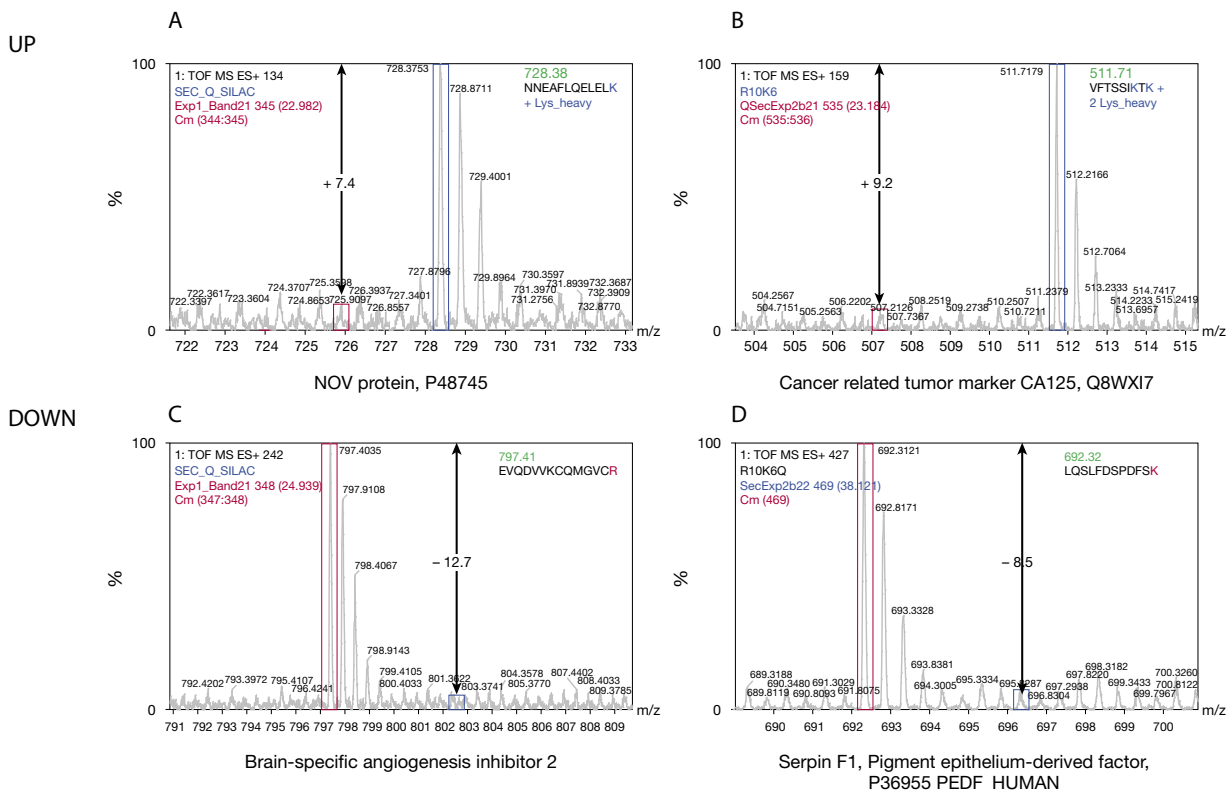 A
B
UP
100
1: TOF MS ES+ 134
SEC_Q_SILAC
Exp1_Band21 345 (22.982)
Cm (344:345)
728.3753
728.38
NNEAFLQELELK
+ Lys_heavy
728.8711
+ 7.4
729.4001
%
727.8796
722.3397
722.3617
723.3604
724.3707
724.8653
725.3598
725.9097
726.3937
726.8557
727.3401
729.8964
730.3597
731.3970
731.2756
731.8939
732.3687
732.3909
732.8770
0
m/z
722 723 724 725 726 727 728 729 730 731 732 733
NOV protein, P48745
100
1: TOF MS ES+ 159
R10K6
QSecExp2b21 535 (23.184)
Cm (535:536)
511.7179
511.71
VFTSSIKTK +
2 Lys_heavy
+ 9.2
512.2166
%
512.7064
504.2567
504.7151
505.2563
506.2202
507.2126
507.7367
508.2519
509.2738
510.2507
510.7211
511.2379
513.2333
514.2233
513.6957
514.7417
515.2419
0
m/z
504 505 506 507 508 509 510 511 512 513 514 515
Cancer related tumor marker CA125, Q8WXI7
DOWN
C
D
100
1: TOF MS ES+ 242
SEC_Q_SILAC
Exp1_Band21 348 (24.939)
Cm (347:348)
797.4035
797.41
EVQDVVKCQMGVCR
797.9108
− 12.7
798.4067
%
798.9143
792.4202
793.3972
795.4107
796.4241
799.4105
800.4033
801.3622
803.3741
804.3578
805.3770
807.4402
808.4033
809.3785
0
m/z
791 792 793 794 795 796 797 798 799 800 801 802 803 804 805 806 807 808 809
Brain-specific angiogenesis inhibitor 2
100
1: TOF MS ES+ 427
R10K6Q
SecExp2b22 469 (38.121)
Cm (469)
692.3121
692.32
LQSLFDSPDFSK
692.8171
− 8.5
693.3328
%
689.3188
689.8119
690.3480
690.8093
691.3029
691.8075
693.8381
694.3005
695.3334
696.8304
697.2938
697.8220
698.3182
699.3433
699.7967
700.3260
700.8122
0
m/z
690 691 692 693 694 695 696 697 698 699 700
Serpin F1, Pigment epithelium-derived factor,
P36955 PEDF_HUMAN